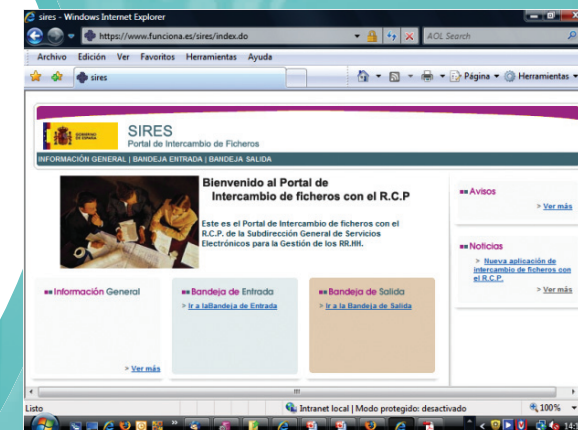 sires - Windows Internet Explorer
https://www.funciona.es/sires/index.do
AOL Search
Archivo Edición Ver Favoritos Herramientas Ayuda
sires
Página Herramientas
GOBIERNO DE ESPAÑA
SIRES
Portal de Intercambio de Ficheros
INFORMACIÓN GENERAL | BANDEJA ENTRADA | BANDEJA SALIDA
Bienvenido al Portal de
Intercambio de ficheros con el R.C.P
Este es el Portal de Intercambio de ficheros con el
R.C.P. de la Subdirección General de Servicios
Electrónicos para la Gestión de los RR.HH.
Información General
> Ver más
Bandeja de Entrada
> Ir a laBandeja de Entrada
Bandeja de Salida
> Ir a la Bandeja de Salida
Avisos
> Ver más
Noticias
> Nueva aplicación de
intercambio de ficheros con
el R.C.P.
> Ver más
Listo
Intranet local | Modo protegido: desactivado
100%